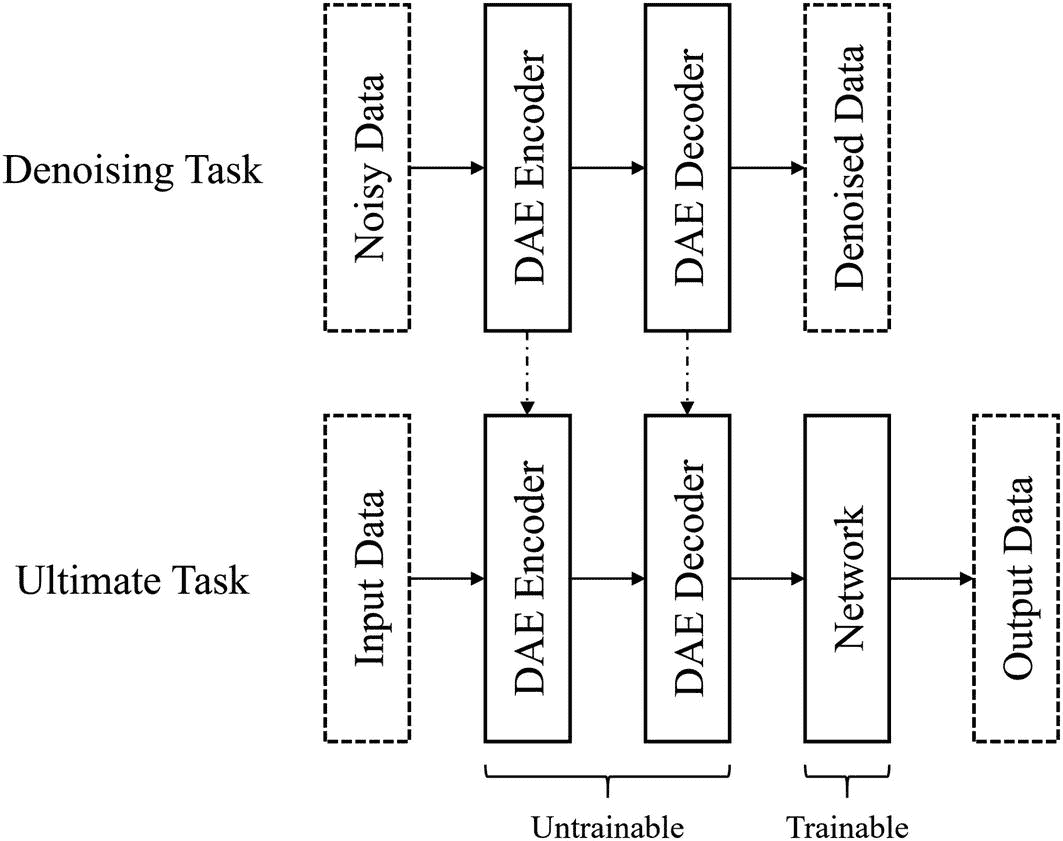 Denoising Task
Noisy Data
DAE Encoder
DAE Decoder
Denoised Data
Ultimate Task
Input Data
DAE Encoder
DAE Decoder
Network
Output Data
Untrainable
Trainable